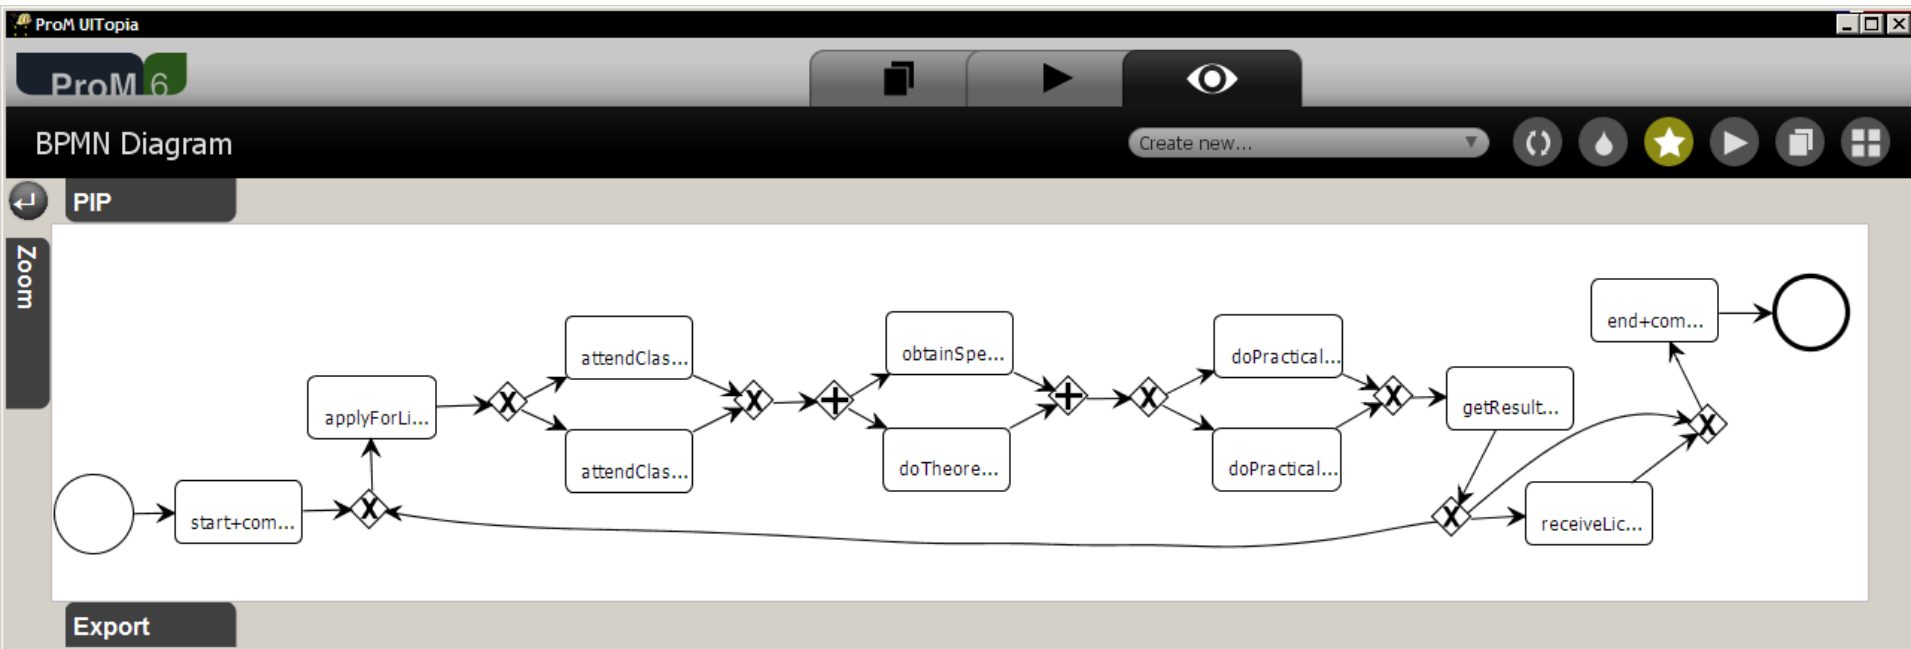 ProM UITopia
ProM 6
BPMN Diagram
Create new...
PIP
Zoom
end+com...
attendClas...
obtainSpe...
doPractical...
applyForLi...
getResult...
attendClas...
doTheore...
doPractical...
start+com...
receiveLic...
Export